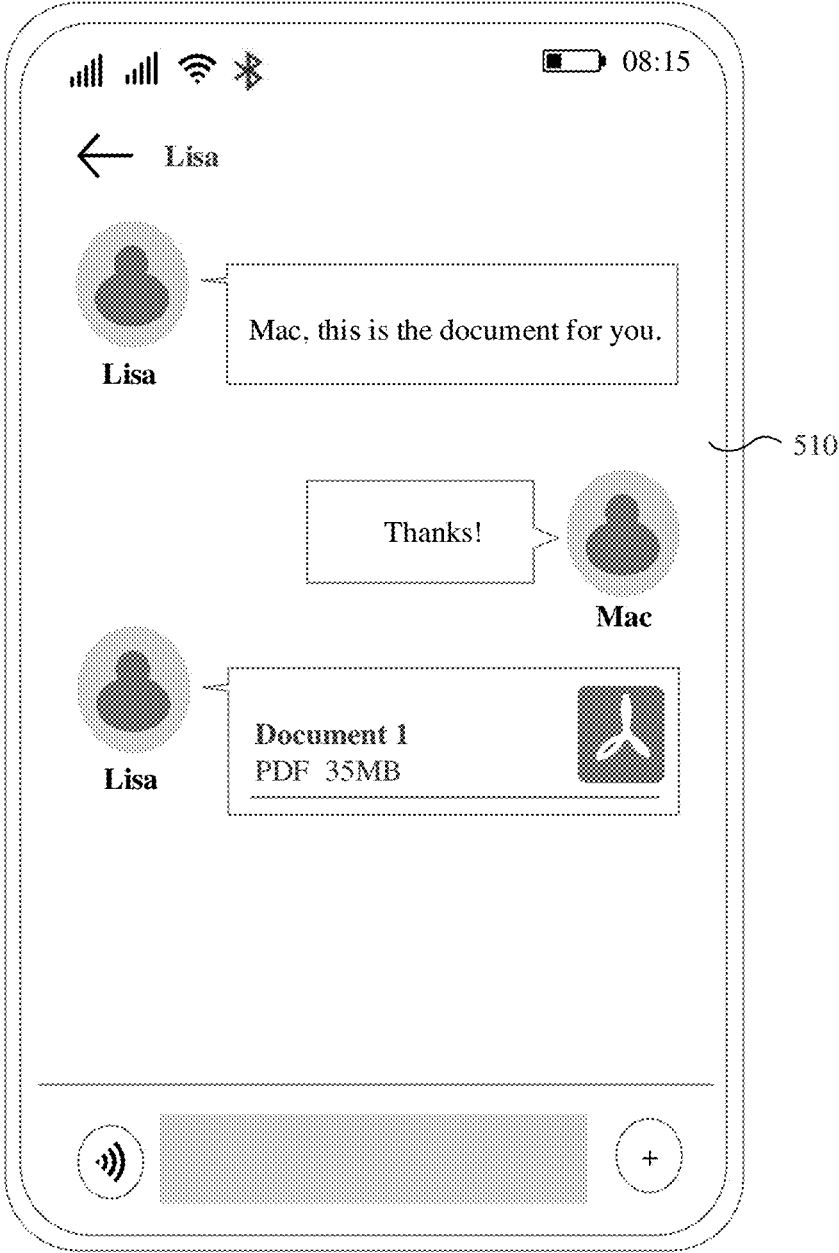 08:15
Lisa
Mac, this is the document for you.
Lisa
510
Thanks!
Mac
Document 1
PDF 35MB
Lisa
+